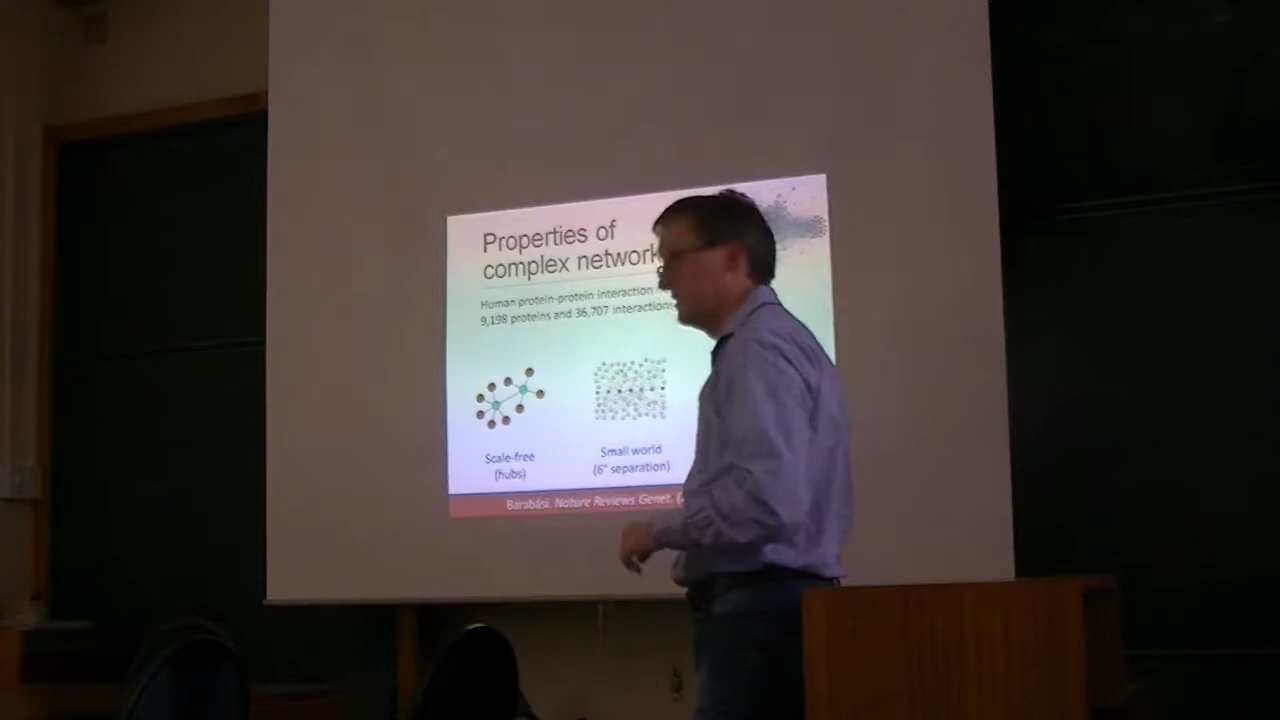 Properties of
complex network
Human protein-protein interaction
9,198 proteins and 36,707 interactions
Scale-free
(hubs)
Small world
(6° separation)
Barabási. Nature Reviews Genet. (